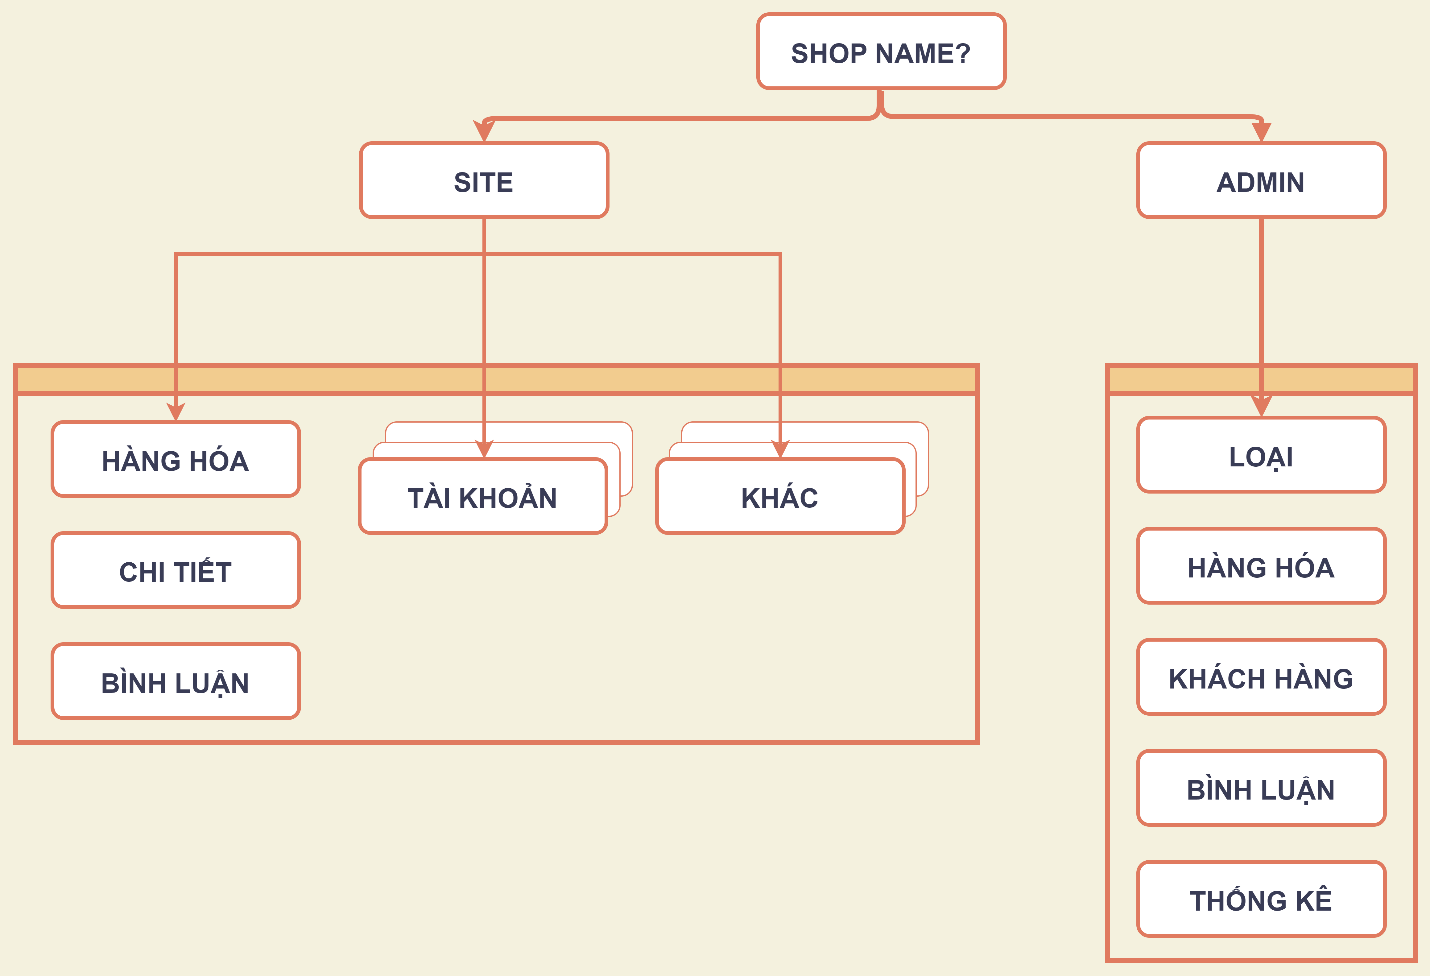 SHOP NAME?
SITE
ADMIN
HÀNG HÓA
TÀI KHOẢN
KHÁC
CHI TIẾT
BÌNH LUẬN
LOẠI
HÀNG HÓA
KHÁCH HÀNG
BÌNH LUẬN
THỐNG KÊ